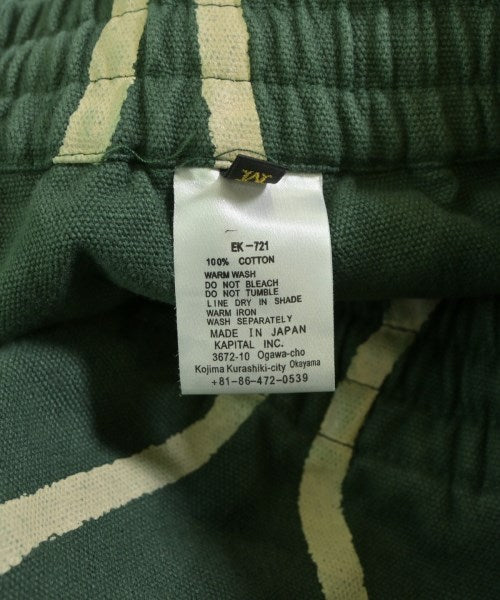 EK-721
100% COTTON
WARM WASH
DO NOT BLEACH
DO NOT TUMBLE
LINE DRY IN SHADE
WARM IRON
WASH SEPARATELY
MADE IN JAPAN
KAPITAL INC.
3672-10 Ogawa-cho
Kojima Kurashiki-city Okayama
+81-86-472-0539